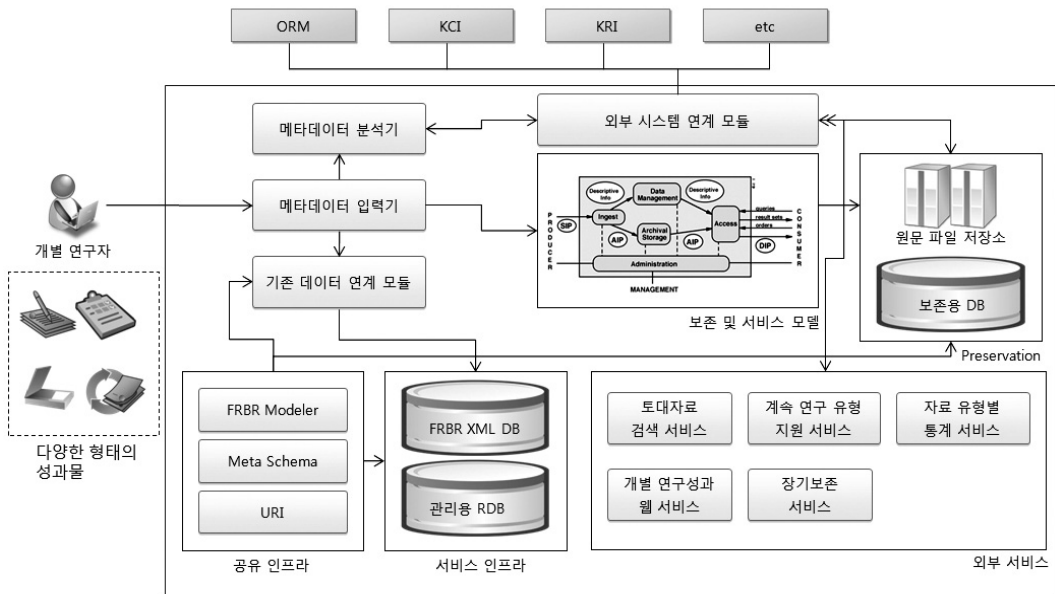 ORM
KCI
KRI
etc
메타데이터 분석기
외부 시스템 연계 모듈
개별 연구자
메타데이터 입력기
기존 데이터 연계 모듈
PRODUCER
SIP
Descriptive
Info
Ingest
Data
Management
Descriptive
Info
AIP
Archival
Storage
AIP
Access
queries
result sets
orders
DIP
CONSUMER
Administration
MANAGEMENT
보존 및 서비스 모델
원문 파일 저장소
보존용 DB
Preservation
다양한 형태의
성과물
FRBR Modeler
Meta Schema
URI
공유 인프라
FRBR XML DB
관리용 RDB
서비스 인프라
토대자료
검색 서비스
계속 연구 유형
지원 서비스
자료 유형별
통계 서비스
개별 연구성과
웹 서비스
장기보존
서비스
외부 서비스